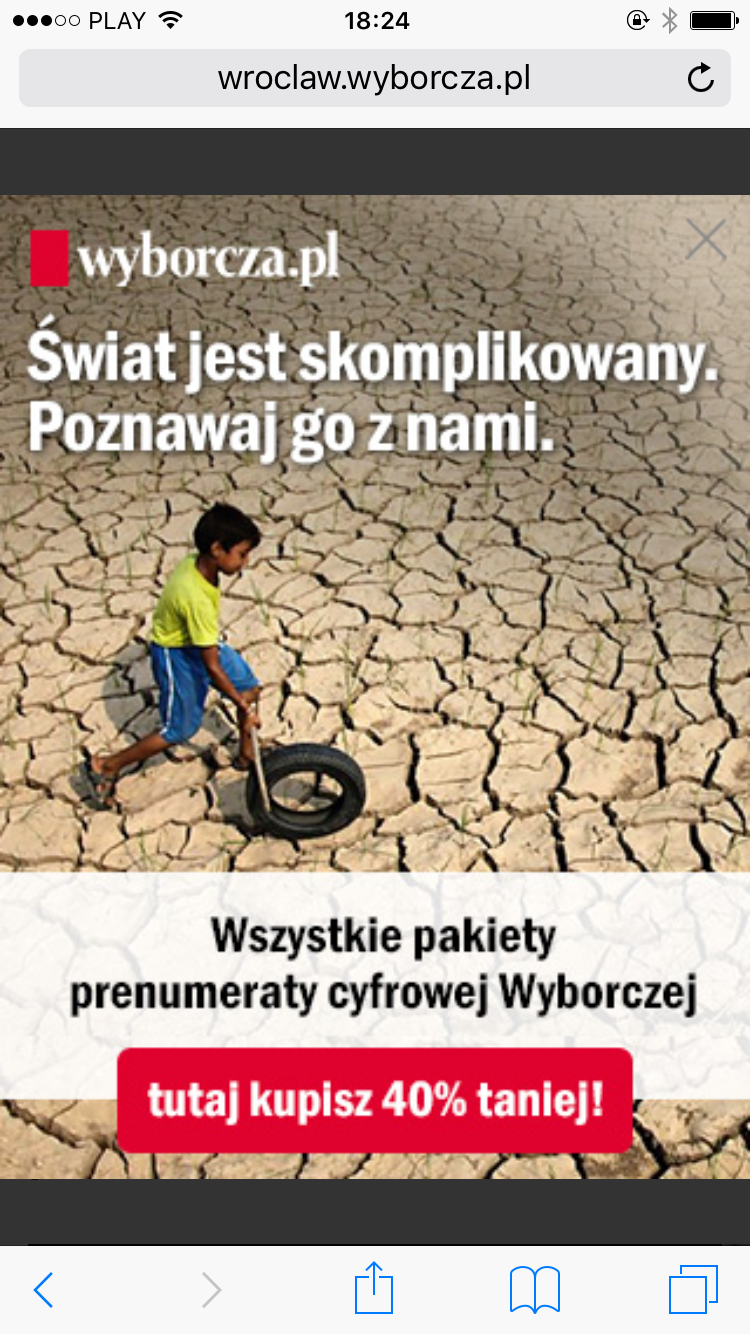 PLAY 18:24
wroclaw.wyborcza.pl
wyborcza.pl
Świat jest skomplikowany.
Poznawaj go z nami.
Wszystkie pakiety
prenumeraty cyfrowej Wyborczej
tutaj kupisz 40% taniej!